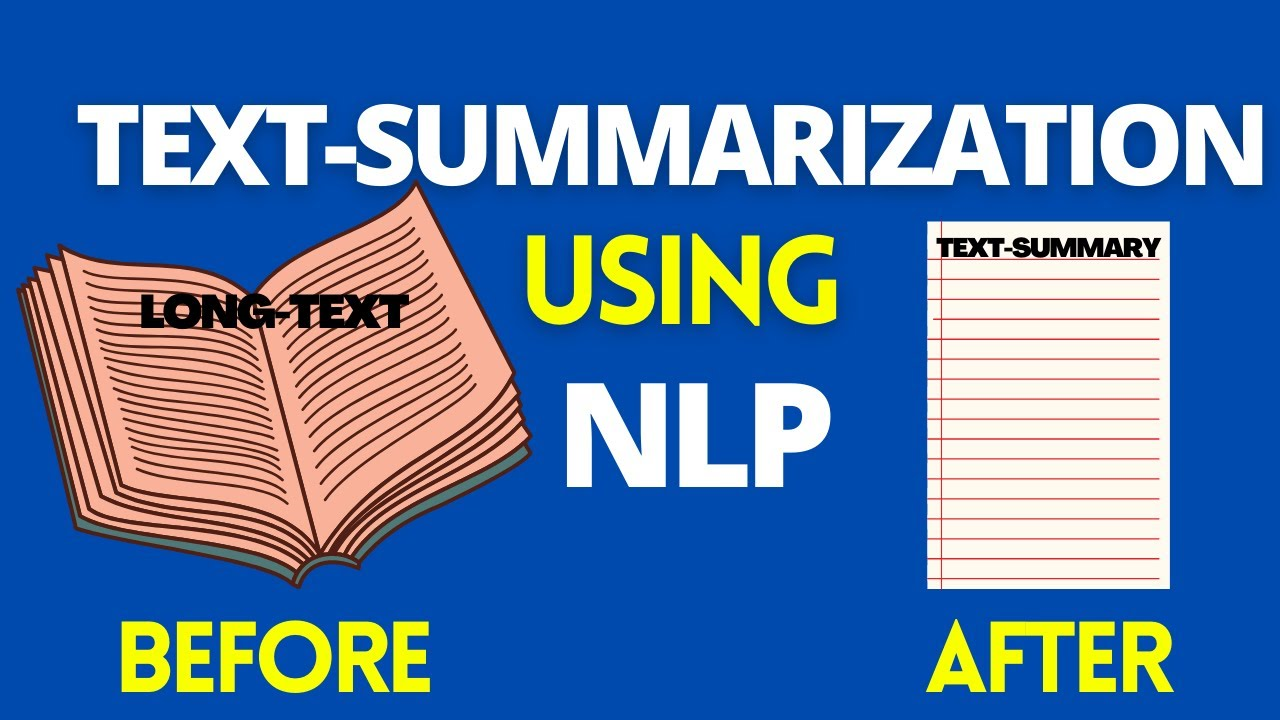 TEXT-SUMMARIZATION
USING
NLP
LONG-TEXT
TEXT-SUMMARY
BEFORE
AFTER